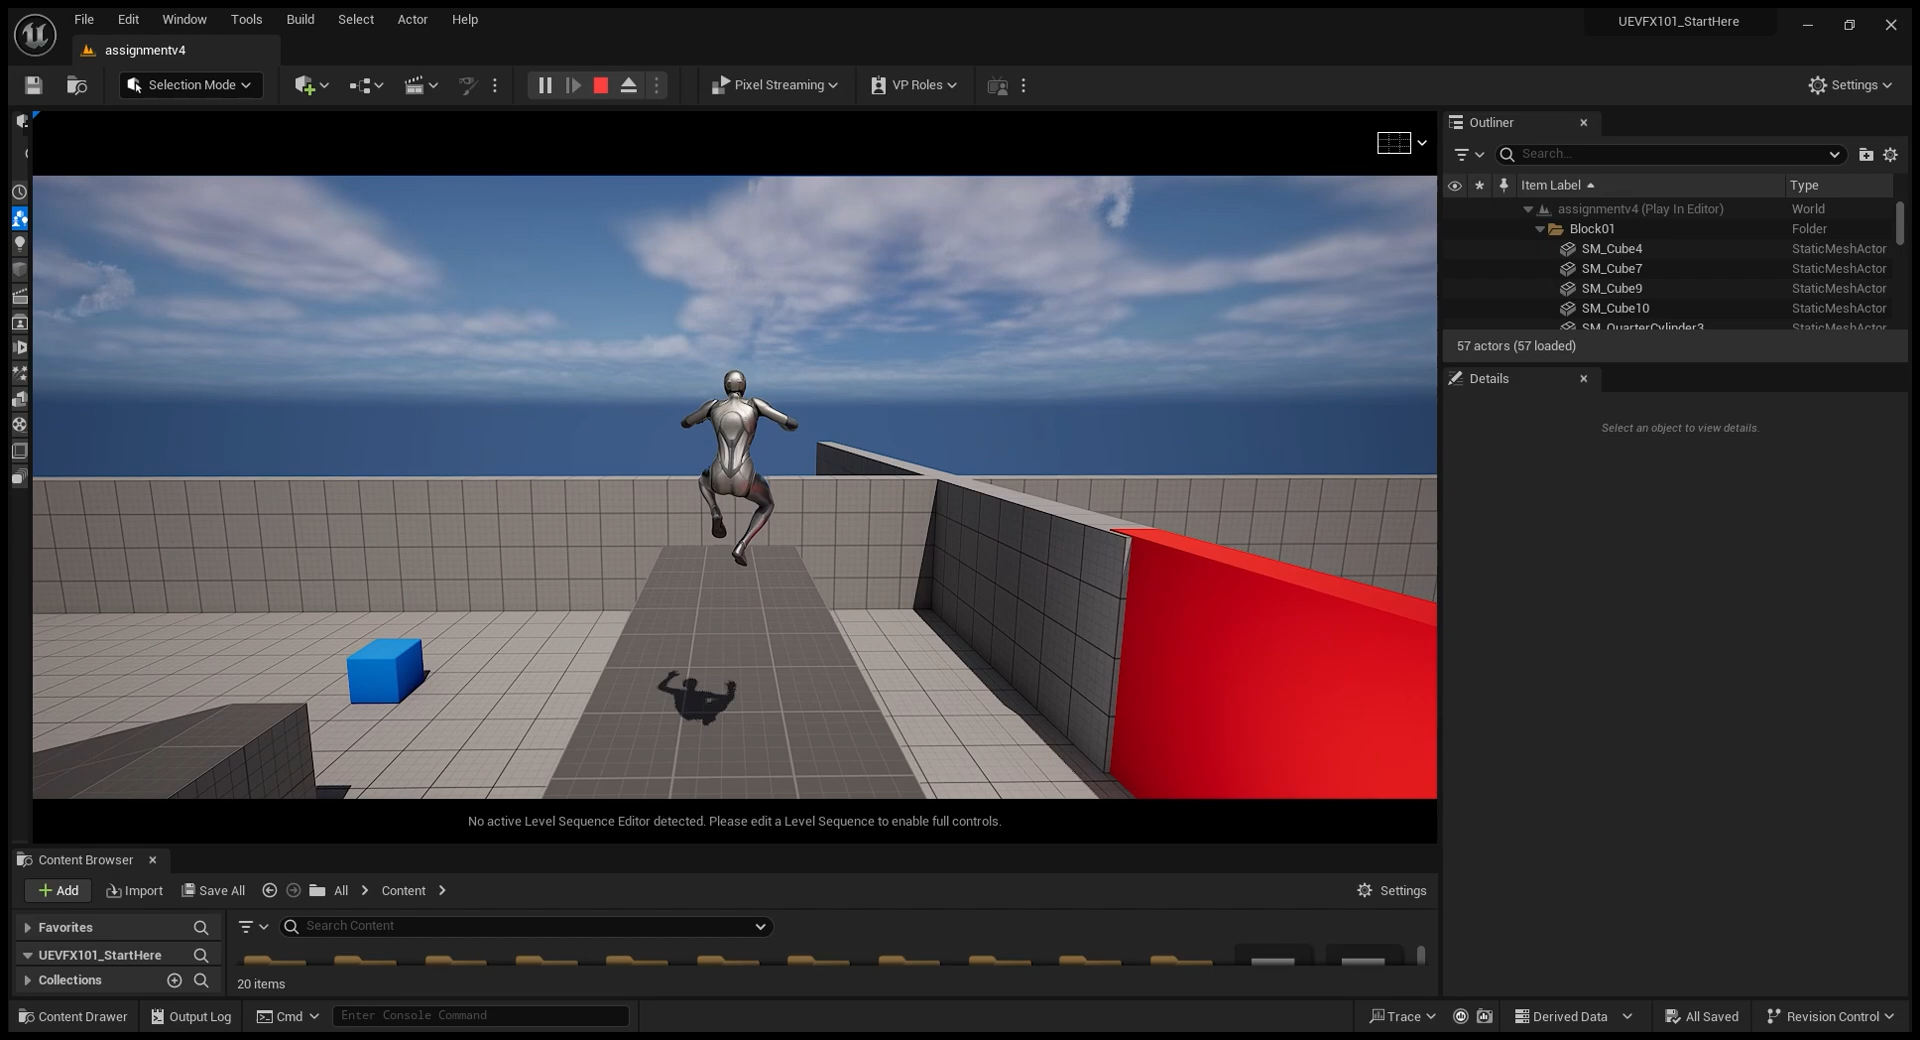 File Edit Window Tools Build Select Actor Help
UEVFX101_StartHere
assignmentv4
Selection Mode
Pixel Streaming
VP Roles
Settings
Outliner
Search...
Item Label
Type
assignmentv4 (Play In Editor) World
Block01 Folder
SM_Cube4 StaticMeshActor
SM_Cube7 StaticMeshActor
SM_Cube9 StaticMeshActor
SM_Cube10 StaticMeshActor
SM_QuarterCylinder3 StaticMeshActor
57 actors (57 loaded)
Details
Select an object to view details.
No active Level Sequence Editor detected. Please edit a Level Sequence to enable full controls.
Content Browser
Add Import Save All All Content Settings
Favorites
Search Content
UEVFX101_StartHere
Collections
20 items
Content Drawer Output Log Cmd Enter Console Command Trace Derived Data All Saved Revision Control